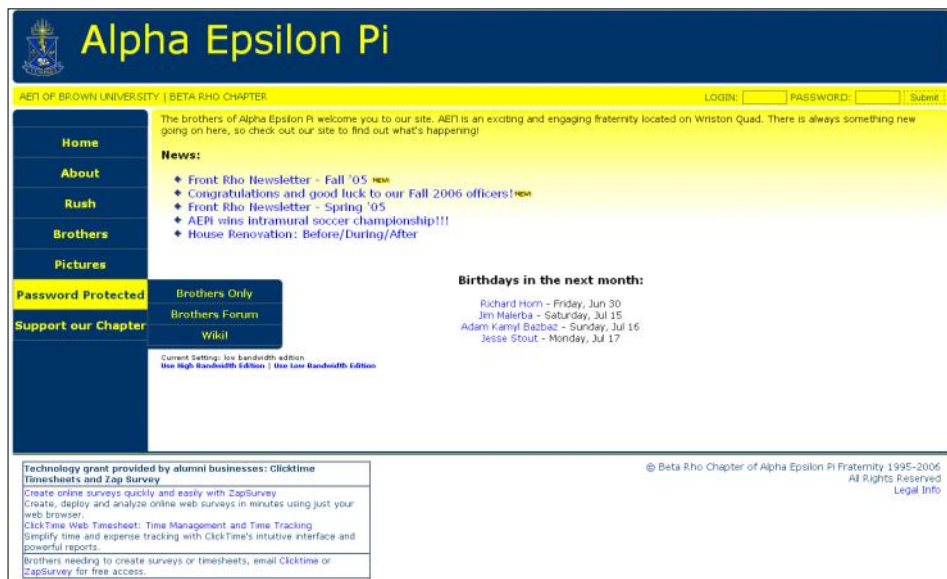 Alpha Epsilon Pi
ΑΕΠ OF BROWN UNIVERSITY | BETA RHO CHAPTER
LOGIN: PASSWORD: Submit
The brothers of Alpha Epsilon Pi welcome you to our site. ΑΕΠ is an exciting and engaging fraternity located on Wriston Quad. There is always something new
going on here, so check out our site to find out what's happening!
Home
About
Rush
Brothers
Pictures
Password Protected
Support our Chapter
News:
Front Rho Newsletter - Fall '05 NEW!
Congratulations and good luck to our Fall 2006 officers! NEW!
Front Rho Newsletter - Spring '05
AEPi wins intramural soccer championship!!!
House Renovation: Before/During/After
Brothers Only
Brothers Forum
Wiki!
Birthdays in the next month:
Richard Horn - Friday, Jun 30
Jim Malerba - Saturday, Jul 15
Adam Kamyl Bazbaz - Sunday, Jul 16
Jesse Stout - Monday, Jul 17
Current Setting: low bandwidth edition
Use High Bandwidth Edition | Use Low Bandwidth Edition
Technology grant provided by alumni businesses: Clicktime
Timesheets and Zap Survey
Create online surveys quickly and easily with ZapSurvey
Create, deploy and analyze online web surveys in minutes using just your
web browser.
ClickTime Web Timesheet: Time Management and Time Tracking
Simplify time and expense tracking with ClickTime's intuitive interface and
powerful reports.
Brothers needing to create surveys or timesheets, email Clicktime or
ZapSurvey for free access.
© Beta Rho Chapter of Alpha Epsilon Pi Fraternity 1995-2006
All Rights Reserved
Legal Info